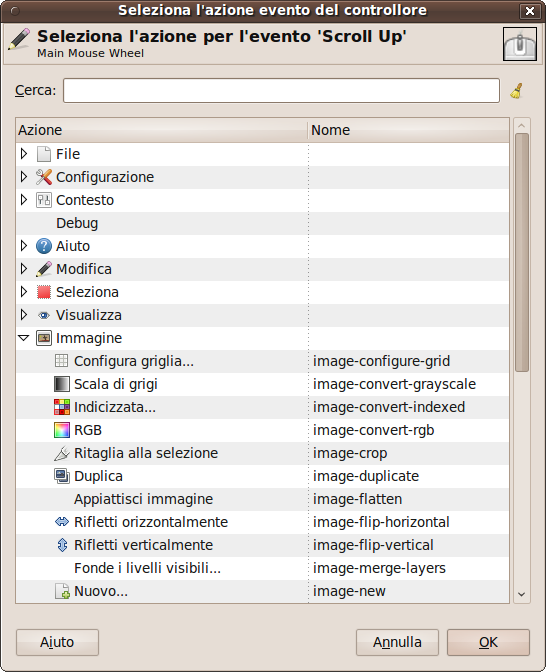 Seleziona l'azione evento del controllore
Seleziona l'azione per l'evento 'Scroll Up'
Main Mouse Wheel
Cerca:
Azione Nome
File
Configurazione
Contesto
Debug
Aiuto
Modifica
Seleziona
Visualizza
Immagine
Configura griglia... image-configure-grid
Scala di grigi image-convert-grayscale
Indicizzata... image-convert-indexed
RGB image-convert-rgb
Ritaglia alla selezione image-crop
Duplica image-duplicate
Appiattisci immagine image-flatten
Rifletti orizzontalmente image-flip-horizontal
Rifletti verticalmente image-flip-vertical
Fonde i livelli visibili... image-merge-layers
Nuovo... image-new
Aiuto Annulla OK